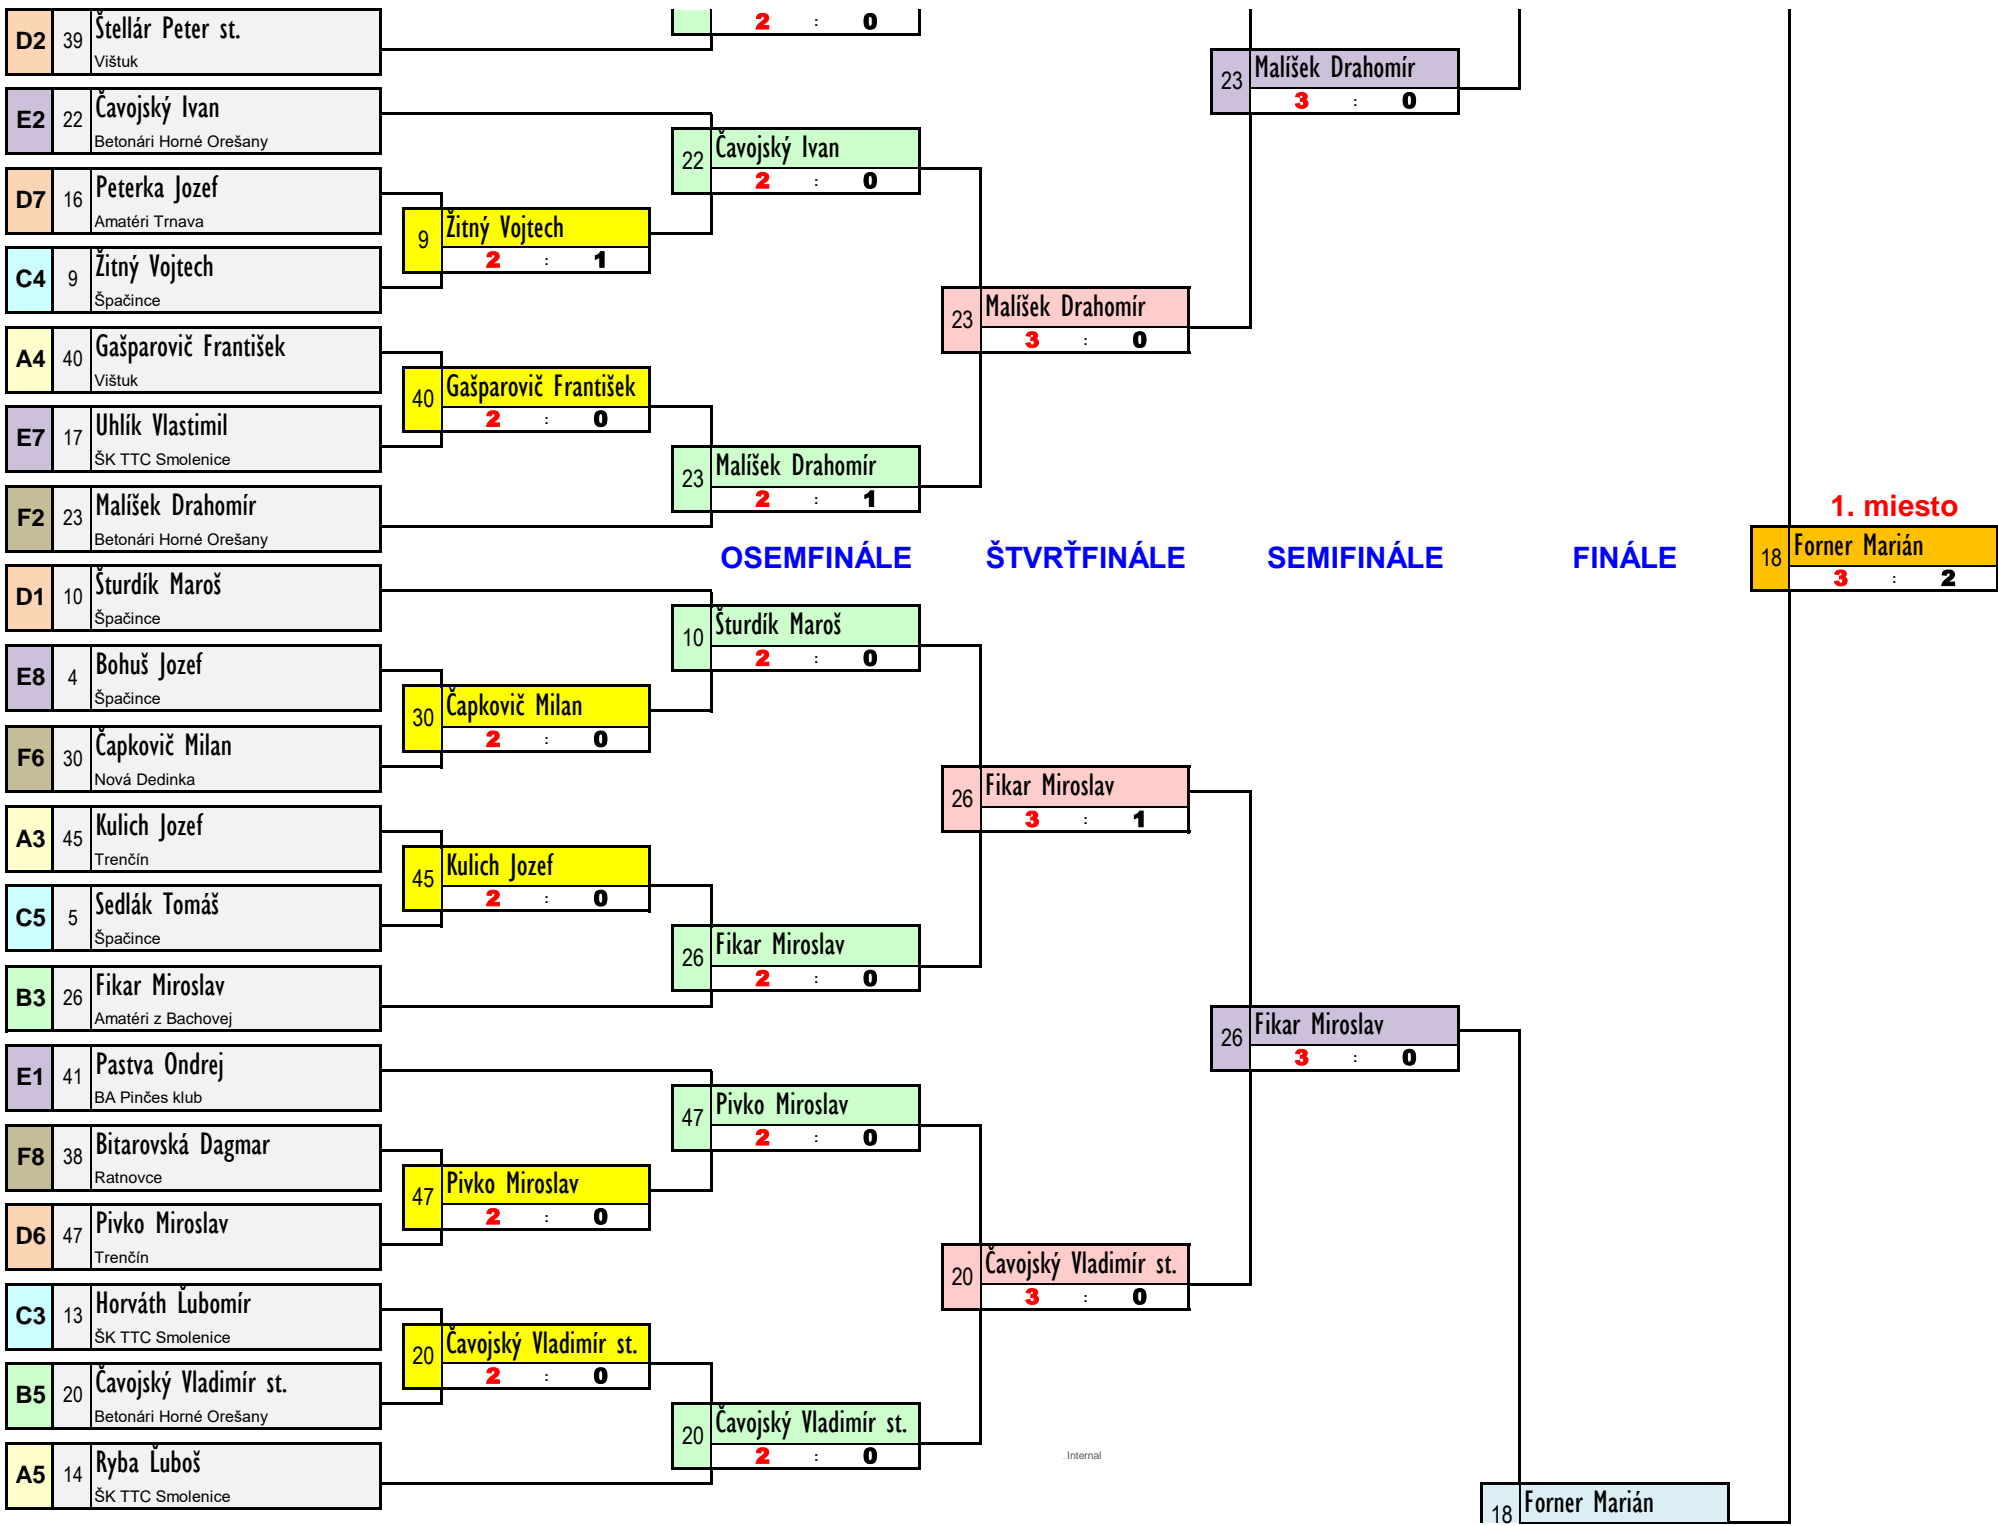 D2 39 Štellár Peter st.
Vištuk
2 : 0
23 Malíšek Drahomír
3 : 0
E2 22 Čavojský Ivan
Betonári Horné Orešany
22 Čavojský Ivan
2 : 0
D7 16 Peterka Jozef
Amatéri Trnava
9 Žitný Vojtech
2 : 1
C4 9 Žitný Vojtech
Špačince
23 Malíšek Drahomír
3 : 0
A4 40 Gašparovič František
Vištuk
40 Gašparovič František
2 : 0
E7 17 Uhlík Vlastimil
ŠK TTC Smolenice
23 Malíšek Drahomír
2 : 1
F2 23 Malíšek Drahomír
Betonári Horné Orešany
1. miesto
OSEMFINÁLE ŠTVRŤFINÁLE SEMIFINÁLE FINÁLE
18 Forner Marián
3 : 2
D1 10 Šturdík Maroš
Špačince
10 Šturdík Maroš
2 : 0
E8 4 Bohuš Jozef
Špačince
30 Čapkovič Milan
2 : 0
F6 30 Čapkovič Milan
Nová Dedinka
26 Fikar Miroslav
3 : 1
A3 45 Kulich Jozef
Trenčín
45 Kulich Jozef
2 : 0
C5 5 Sedlák Tomáš
Špačince
26 Fikar Miroslav
2 : 0
B3 26 Fikar Miroslav
Amatéri z Bachovej
26 Fikar Miroslav
3 : 0
E1 41 Pastva Ondrej
BA Pinčes klub
47 Pivko Miroslav
2 : 0
F8 38 Bitarovská Dagmar
Ratnovce
47 Pivko Miroslav
2 : 0
D6 47 Pivko Miroslav
Trenčín
20 Čavojský Vladimír st.
3 : 0
C3 13 Horváth Ľubomír
ŠK TTC Smolenice
20 Čavojský Vladimír st.
2 : 0
B5 20 Čavojský Vladimír st.
Betonári Horné Orešany
20 Čavojský Vladimír st.
2 : 0
Internal
A5 14 Ryba Ľuboš
ŠK TTC Smolenice
18 Forner Marián